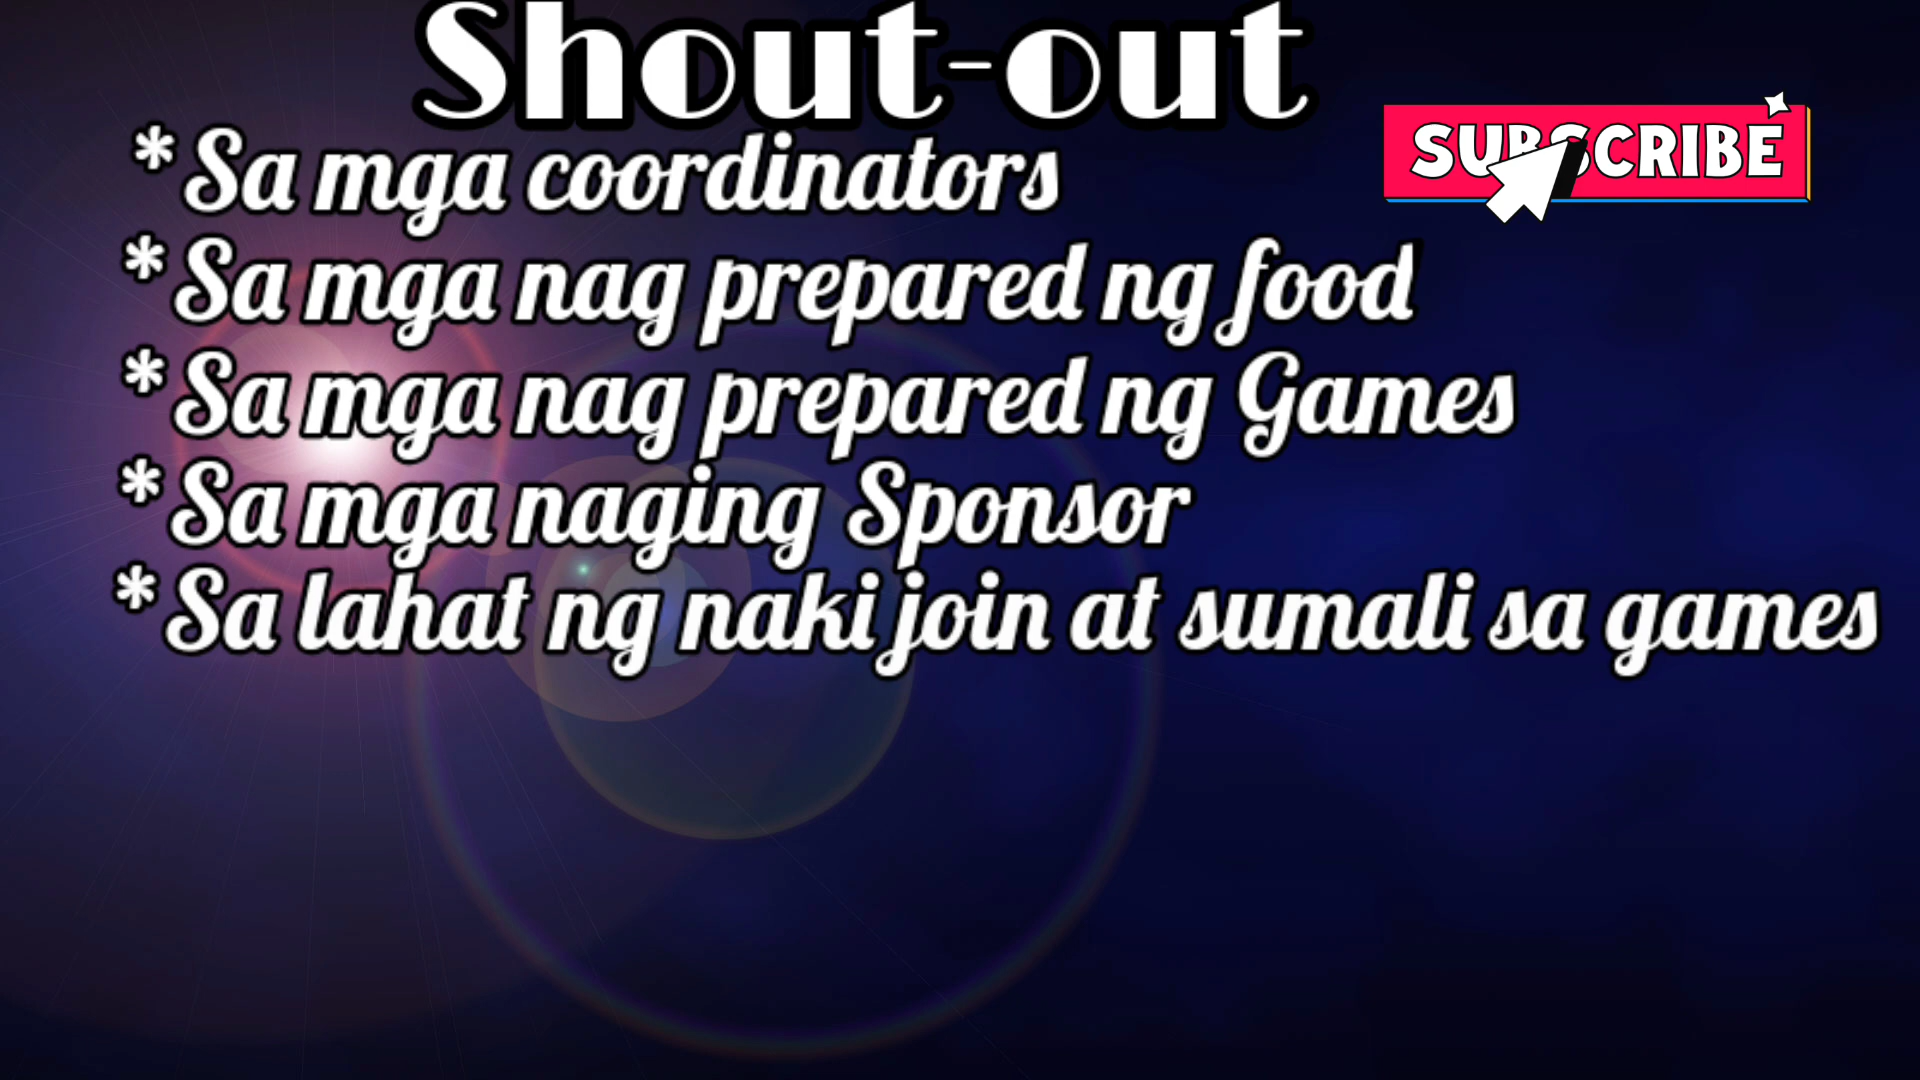 Shout-out
SUBSCRIBE
* Sa mga coordinators
* Sa mga nag prepared ng food
* Sa mga nag prepared ng Games
* Sa mga naging Sponsor
* Sa lahat ng naki join at sumali sa games